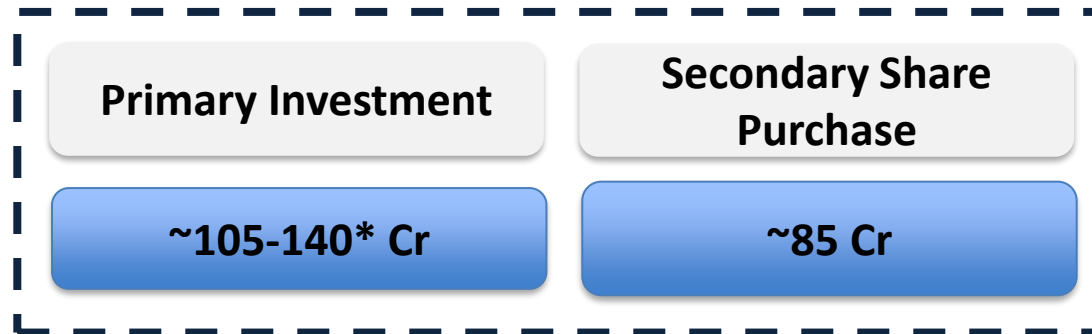 Primary Investment
Secondary Share
Purchase
~105-140* Cr
~85 Cr